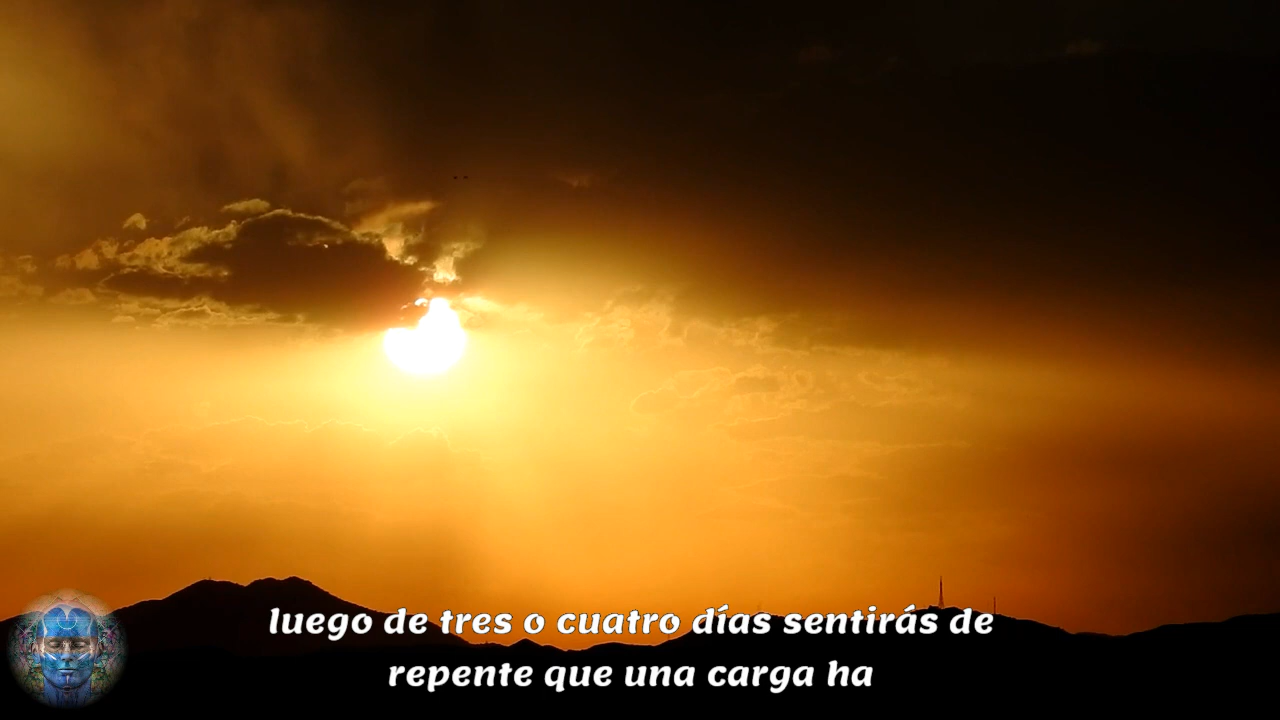 luego de tres o cuatro días sentirás de
repente que una carga ha